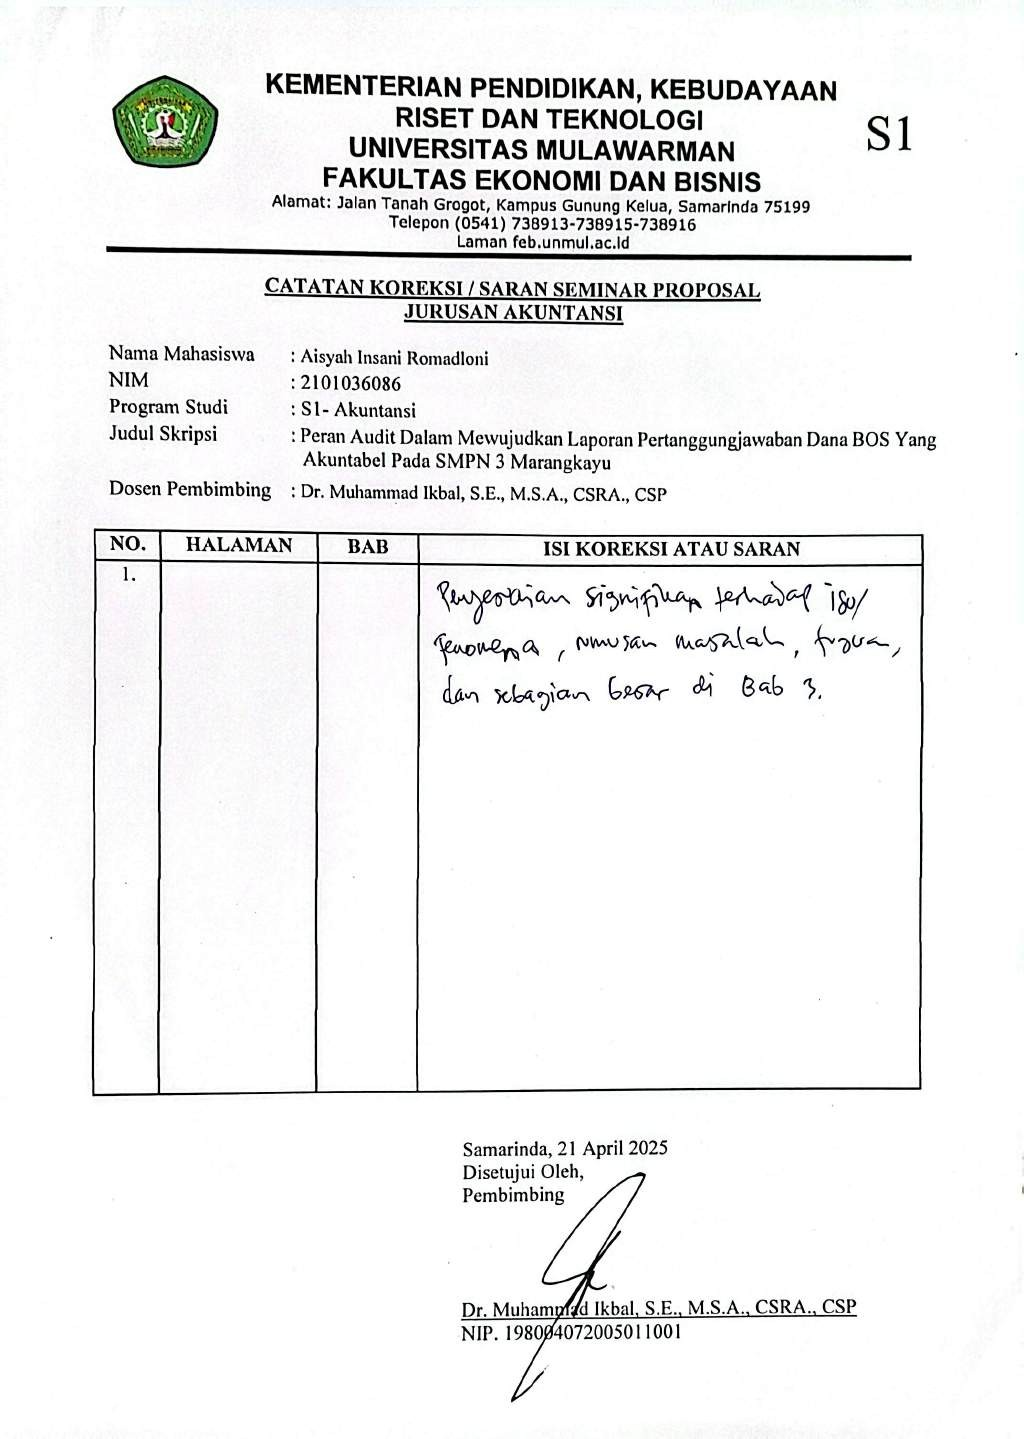 KEMENTERIAN PENDIDIKAN, KEBUDAYAAN
RISET DAN TEKNOLOGI
UNIVERSITAS MULAWARMAN
FAKULTAS EKONOMI DAN BISNIS
S1
Alamat: Jalan Tanah Grogot, Kampus Gunung Kelua, Samarinda 75199
Telepon (0541) 738913-738915-738916
Laman feb.unmul.ac.id
CATATAN KOREKSI / SARAN SEMINAR PROPOSAL
JURUSAN AKUNTANSI
Nama Mahasiswa : Aisyah Insani Romadloni
NIM : 2101036086
Program Studi : S1- Akuntansi
Judul Skripsi : Peran Audit Dalam Mewujudkan Laporan Pertanggungjawaban Dana BOS Yang
Akuntabel Pada SMPN 3 Marangkayu
Dosen Pembimbing : Dr. Muhammad Ikbal, S.E., M.S.A., CSRA., CSP
NO. HALAMAN BAB ISI KOREKSI ATAU SARAN
1. Penyesuaian signifikan terhadap isu/
fenomena, rumusan masalah, tujuan,
dan sebagian besar di Bab 3.
Samarinda, 21 April 2025
Disetujui Oleh,
Pembimbing
Dr. Muhammad Ikbal, S.E., M.S.A., CSRA., CSP
NIP. 198004072005011001